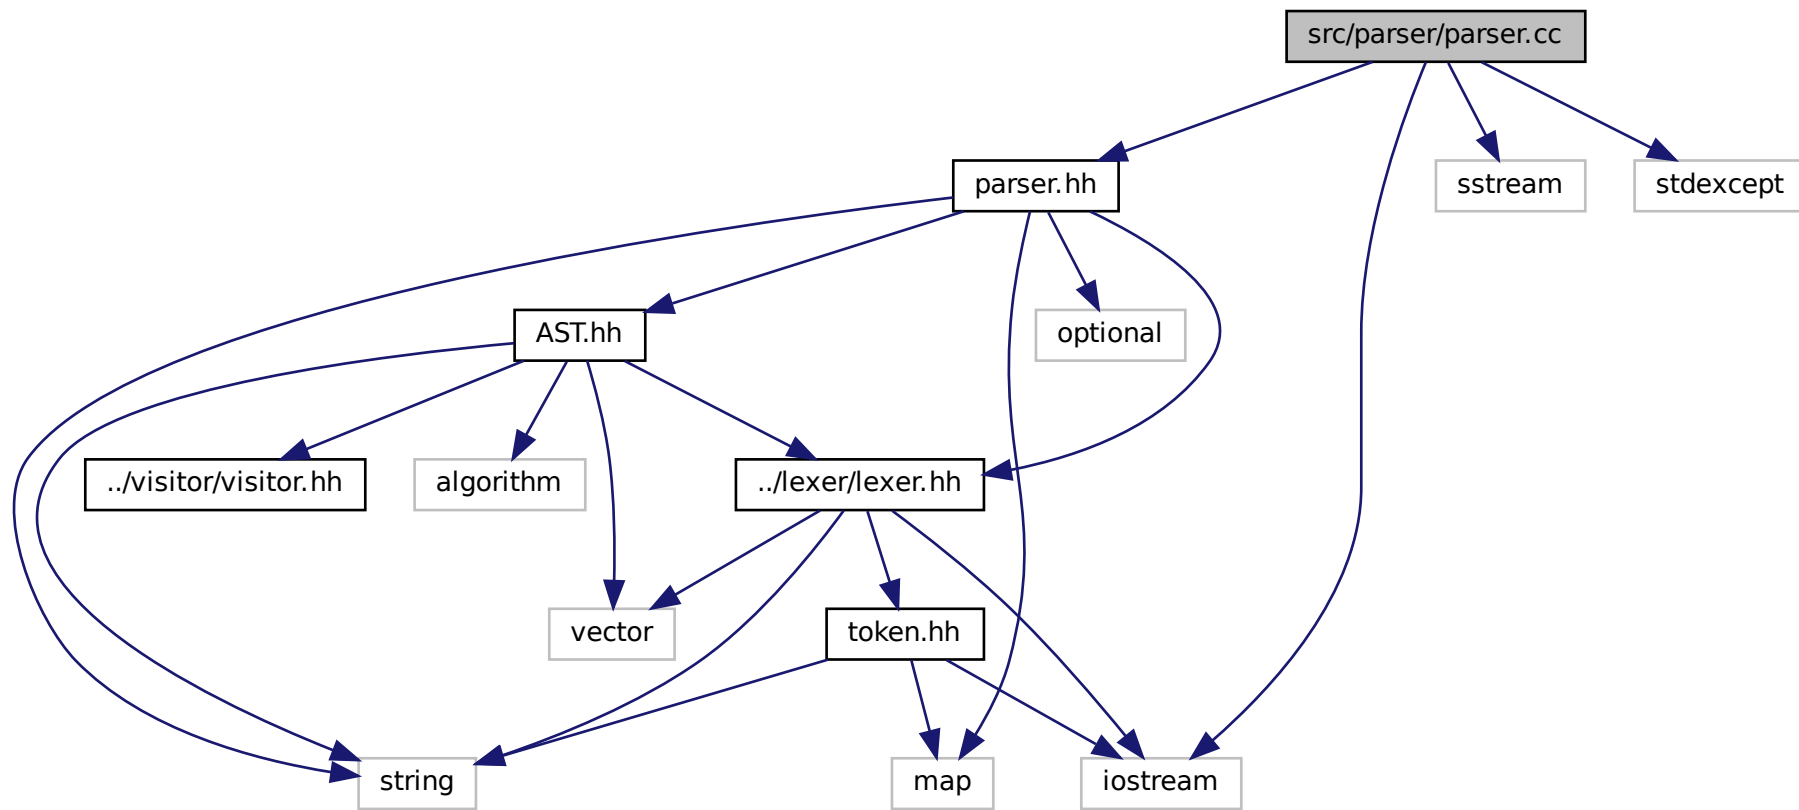 src/parser/parser.cc
parser.hh
sstream
stdexcept
AST.hh
optional
../visitor/visitor.hh
algorithm
../lexer/lexer.hh
vector
token.hh
string
map
iostream